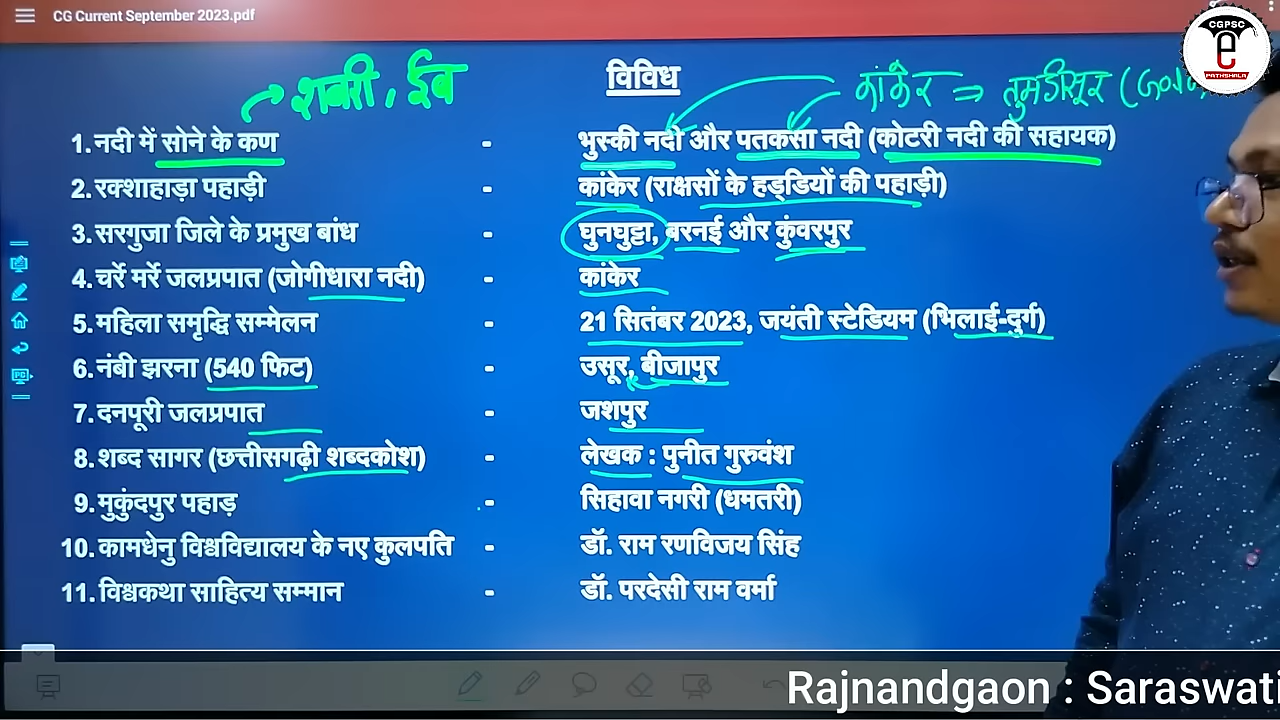 CG Current September 2023.pdf
CGPSC
e
PATHSHALA
विविध
शबरी, ईब
कांकेर ⇒
1. नदी में सोने के कण - भुस्की नदी और पतकसा नदी (कोटरी नदी की सहायक)
2. रक्शाहाड़ा पहाड़ी - कांकेर (राक्षसों के हड्डियों की पहाड़ी)
3. सरगुजा जिले के प्रमुख बांध - घुनघुट्टा, बरनई और कुंवरपुर
4. चर्रे मर्रे जलप्रपात (जोगीधारा नदी) - कांकेर
5. महिला समृद्धि सम्मेलन - 21 सितंबर 2023, जयंती स्टेडियम (भिलाई-दुर्ग)
6. नंबी झरना (540 फिट) - उसूर, बीजापुर
7. दनपूरी जलप्रपात - जशपुर
8. शब्द सागर (छत्तीसगढ़ी शब्दकोश) - लेखक : पुनीत गुरुवंश
9. मुकुंदपुर पहाड़ - सिहावा नगरी (धमतरी)
10. कामधेनु विश्वविद्यालय के नए कुलपति - डॉ. राम रणविजय सिंह
11. विश्वकथा साहित्य सम्मान - डॉ. परदेसी राम वर्मा
Rajnandgaon : Saraswati